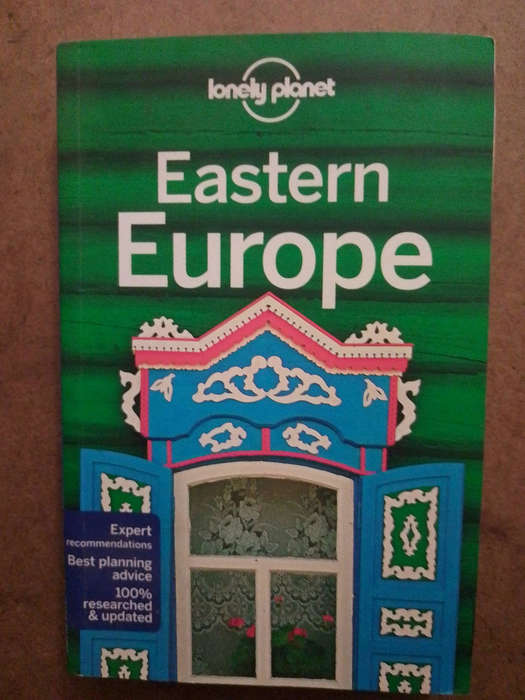 lonely planet
Eastern
Europe
Expert
recommendations
Best planning
advice
100%
researched
& updated